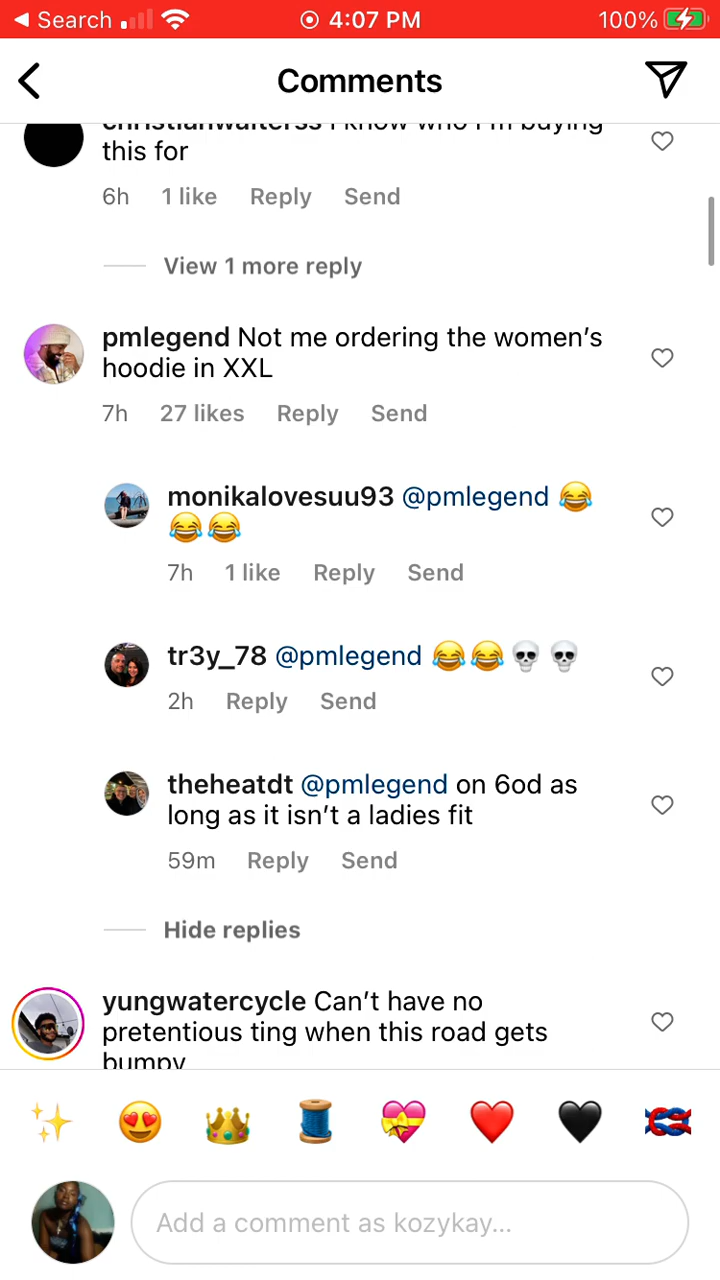 Search
4:07 PM
100%
Comments
christianwalterss I know who I'm buying
this for
6h 1 like Reply Send
View 1 more reply
pmlegend Not me ordering the women’s
hoodie in XXL
7h 27 likes Reply Send
monikalovesuu93 @pmlegend 😂
😂😂
7h 1 like Reply Send
tr3y_78 @pmlegend 😂😂💀💀
2h Reply Send
theheatdt @pmlegend on 6od as
long as it isn’t a ladies fit
59m Reply Send
Hide replies
yungwatercycle Can’t have no
pretentious ting when this road gets
bumpy
Add a comment as kozykay...